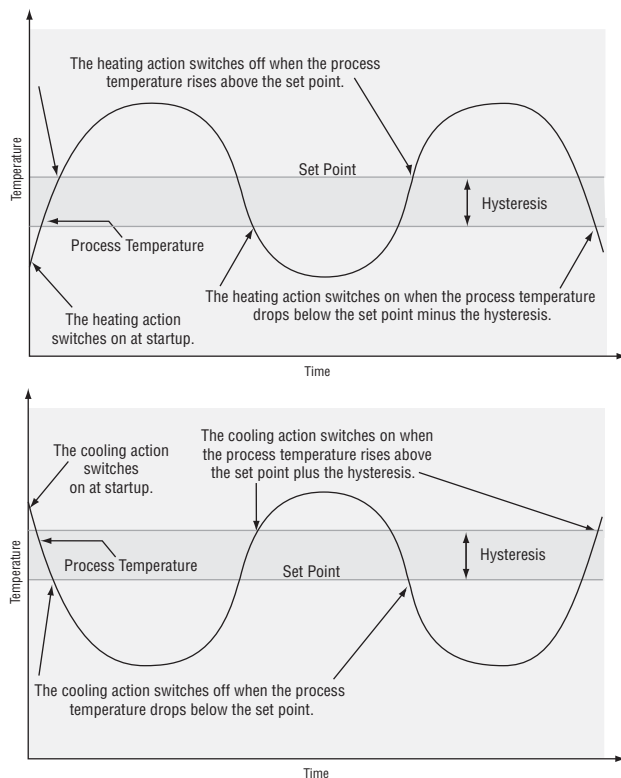 The heating action switches off when the process
temperature rises above the set point.
Temperature
Set Point
Hysteresis
Process Temperature
The heating action switches on when the process temperature
drops below the set point minus the hysteresis.
The heating action
switches on at startup.
Time
The cooling action switches on when
the process temperature rises above
the set point plus the hysteresis.
The cooling action
switches
on at startup.
Temperature
Process Temperature
Hysteresis
Set Point
The cooling action switches off when the process
temperature drops below the set point.
Time